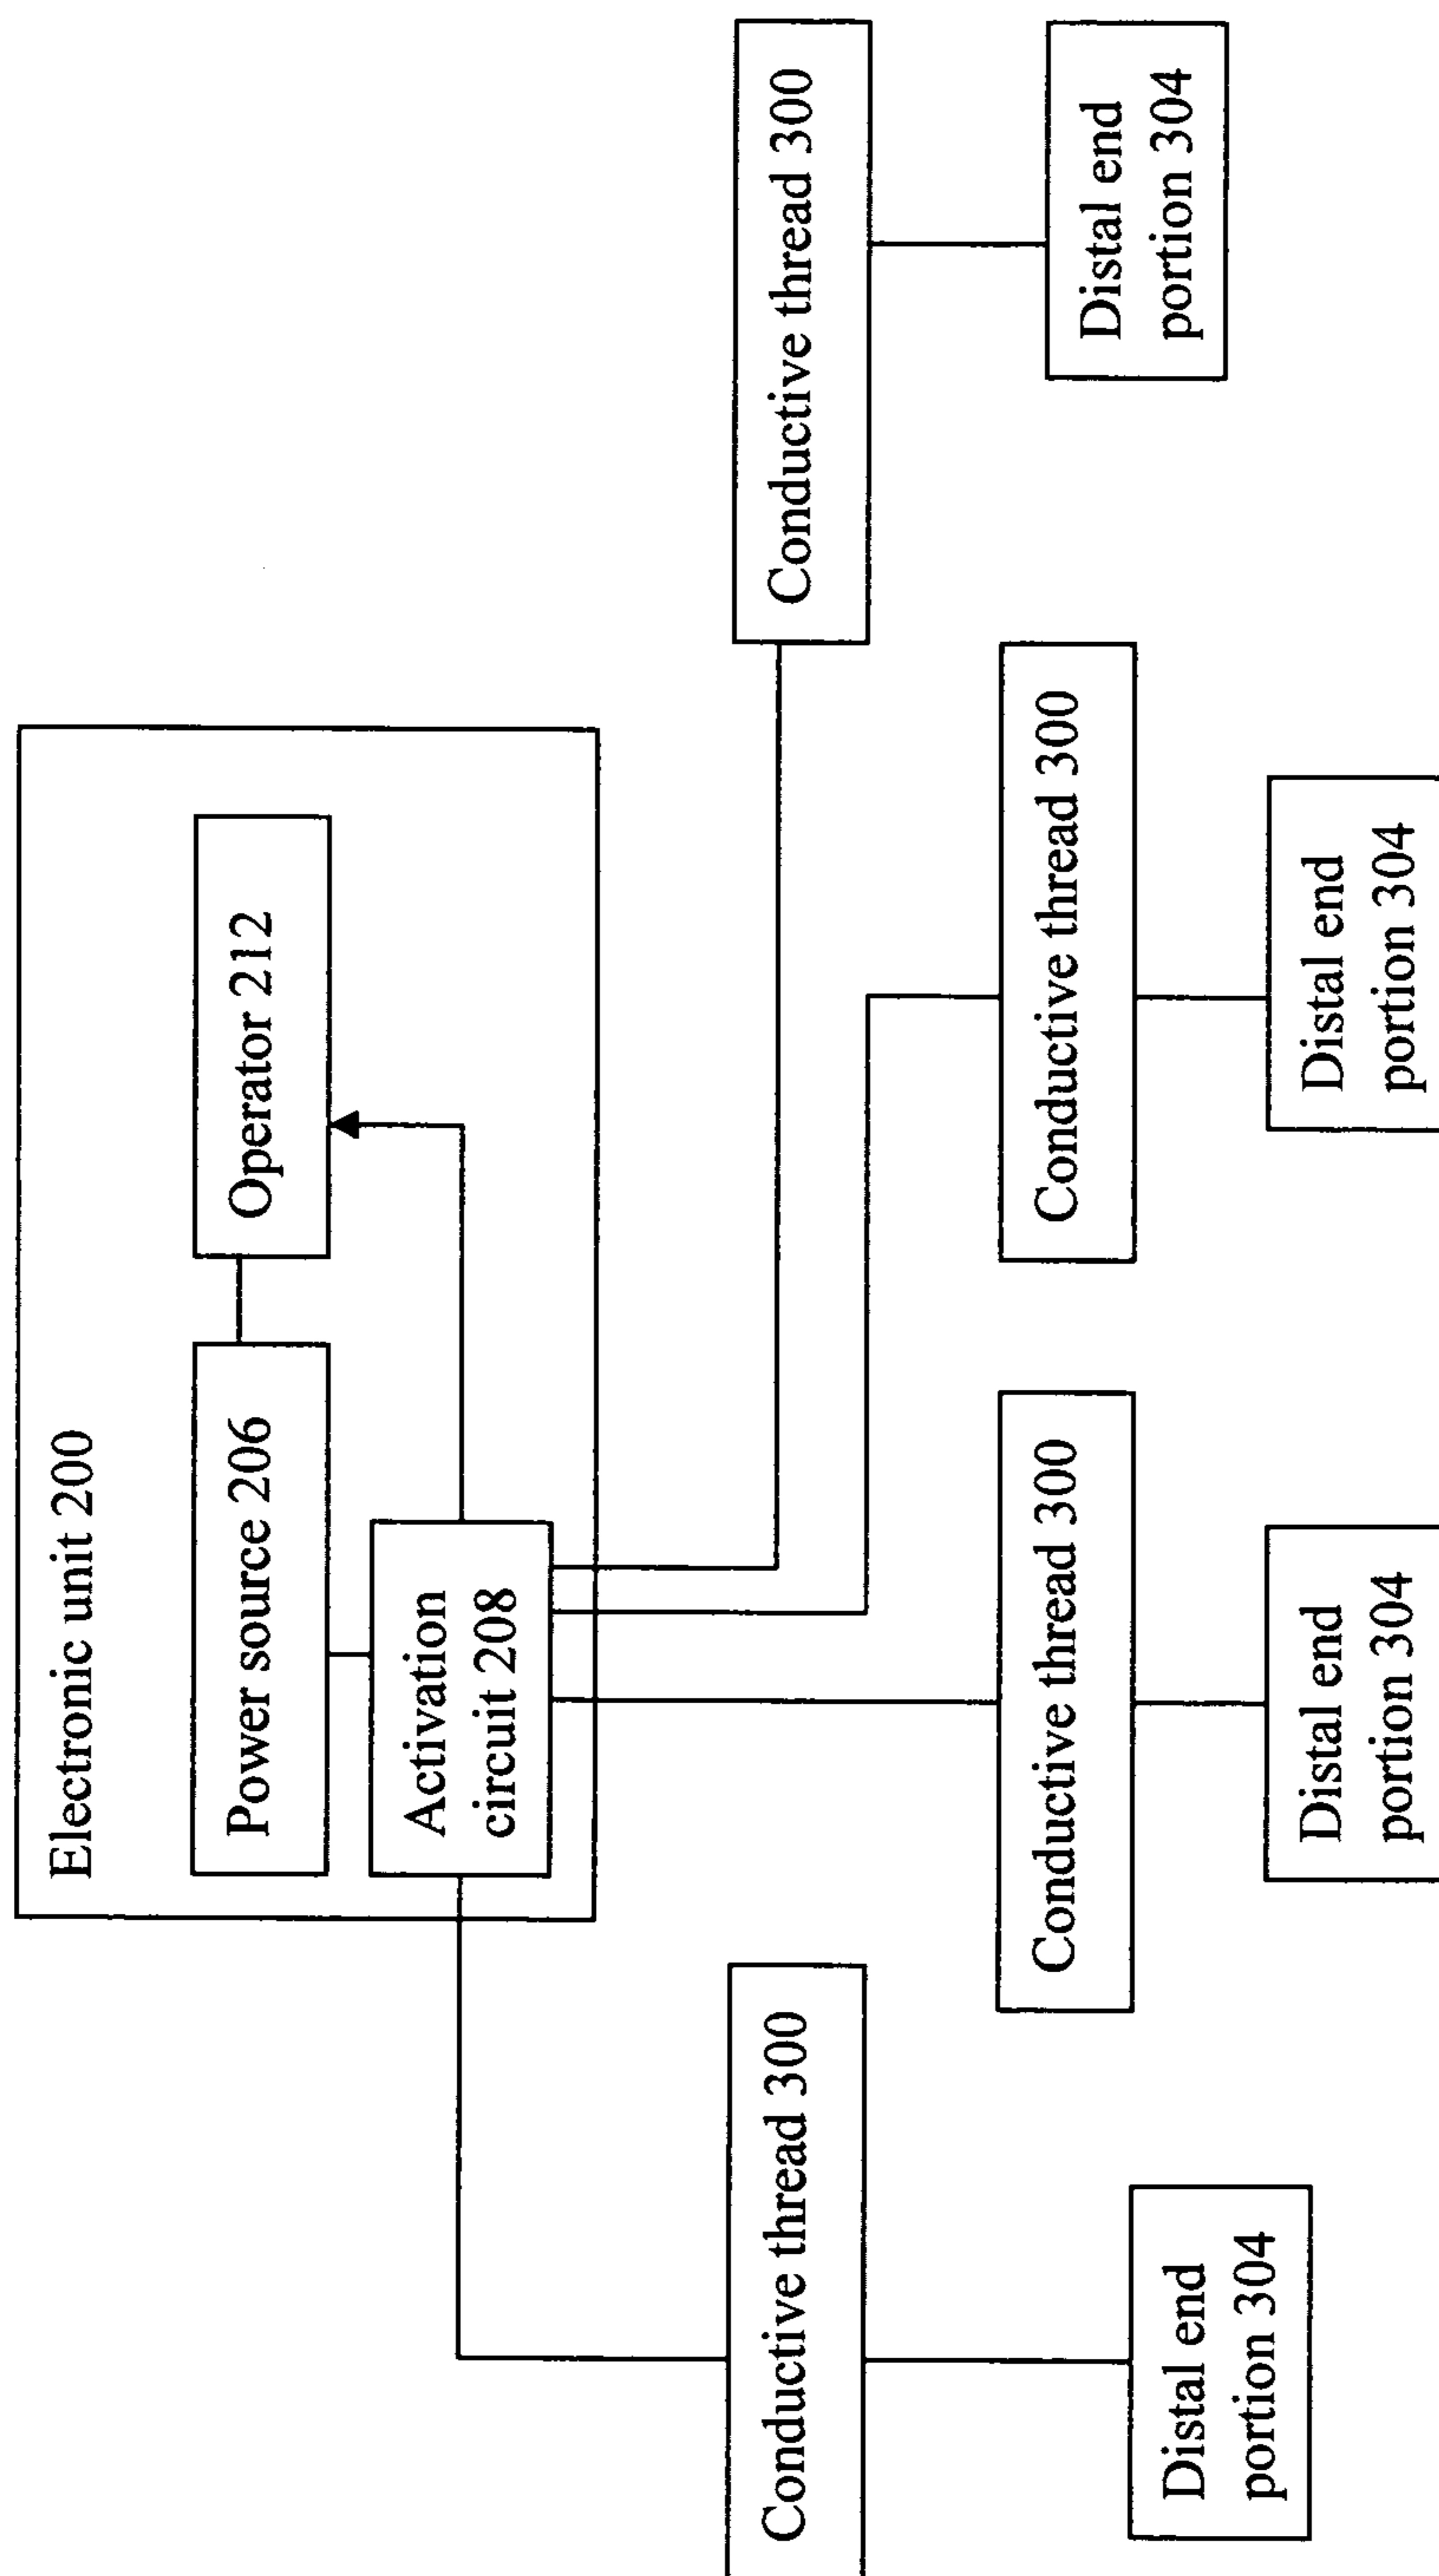 Electronic unit 200
Power source 206
Operator 212
Activation
circuit 208
Conductive thread 300
Conductive thread 300
Conductive thread 300
Conductive thread 300
Distal end
portion 304
Distal end
portion 304
Distal end
portion 304
Distal end
portion 304